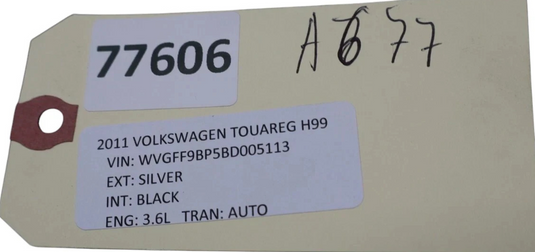 77606
A677
2011 VOLKSWAGEN TOUAREG H99
VIN: WVGFF9BP5BD005113
EXT: SILVER
INT: BLACK
ENG: 3.6L TRAN: AUTO